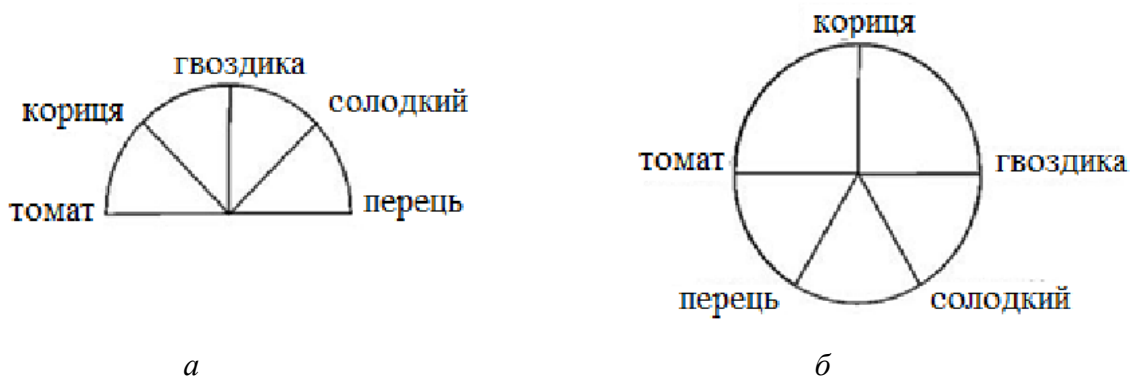 гвоздика
кориця
солодкий
томат
перець
а
кориця
томат
гвоздика
перець
солодкий
б